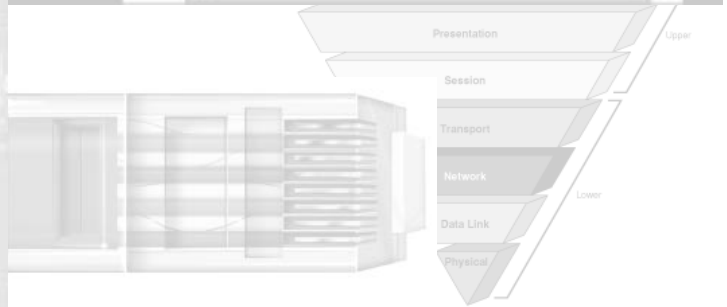 Presentation
Upper
Session
Transport
Network
Lower
Data Link
Physical